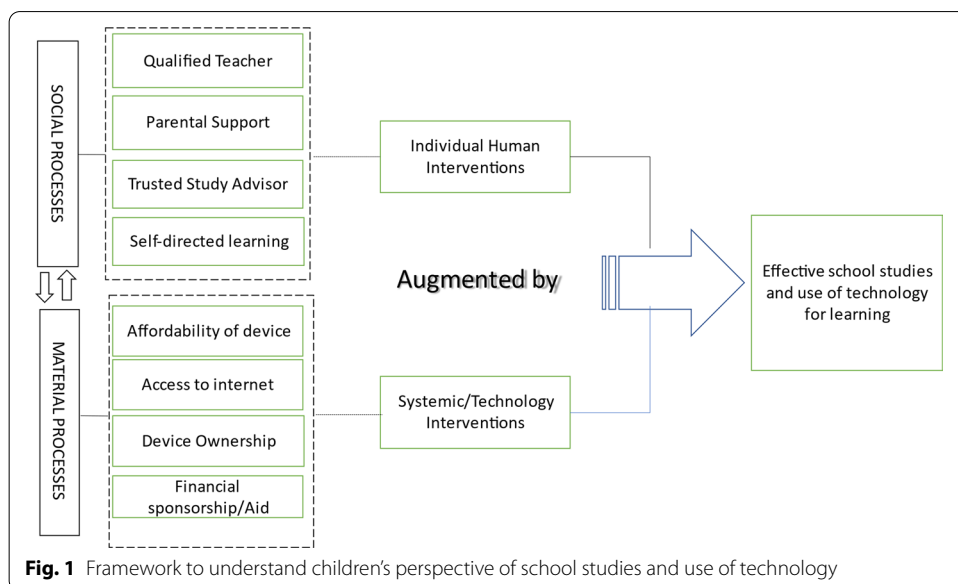 SOCIAL PROCESSES
Qualified Teacher
Parental Support
Trusted Study Advisor
Self-directed learning
Individual Human
Interventions
Augmented by
Effective school studies
and use of technology
for learning
MATERIAL PROCESSES
Affordability of device
Access to internet
Device Ownership
Financial
sponsorship/Aid
Systemic/Technology
Interventions
Fig. 1 Framework to understand children’s perspective of school studies and use of technology